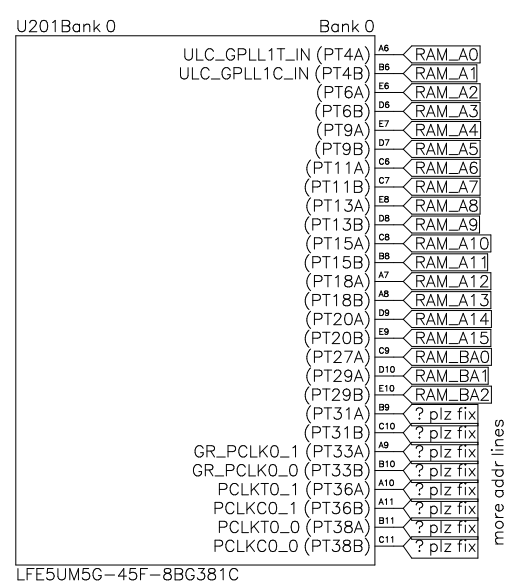 U201Bank 0 Bank 0
ULC_GPLL1T_IN (PT4A) A6 RAM_A0
ULC_GPLL1C_IN (PT4B) B6 RAM_A1
(PT6A) E6 RAM_A2
(PT6B) D6 RAM_A3
(PT9A) E7 RAM_A4
(PT9B) D7 RAM_A5
(PT11A) C6 RAM_A6
(PT11B) C7 RAM_A7
(PT13A) E8 RAM_A8
(PT13B) D8 RAM_A9
(PT15A) C8 RAM_A10
(PT15B) B8 RAM_A11
(PT18A) A7 RAM_A12
(PT18B) A8 RAM_A13
(PT20A) D9 RAM_A14
(PT20B) E9 RAM_A15
(PT27A) C9 RAM_BA0
(PT29A) D10 RAM_BA1
(PT29B) E10 RAM_BA2
(PT31A) B9 ? plz fix
(PT31B) C10 ? plz fix
GR_PCLK0_1 (PT33A) A9 ? plz fix
GR_PCLK0_0 (PT33B) B10 ? plz fix
PCLKT0_1 (PT36A) A10 ? plz fix
PCLKC0_1 (PT36B) A11 ? plz fix
PCLKT0_0 (PT38A) B11 ? plz fix
PCLKC0_0 (PT38B) C11 ? plz fix
more addr lines
LFE5UM5G-45F-8BG381C